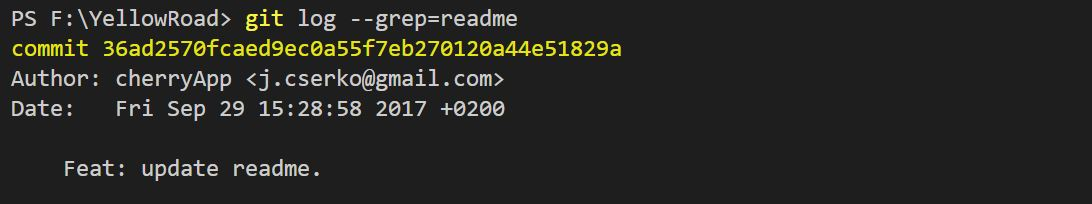 PS F:\YellowRoad> git log --grep=readme
commit 36ad2570fcaed9ec0a55f7eb270120a44e51829a
Author: cherryApp <j.cserko@gmail.com>
Date:   Fri Sep 29 15:28:58 2017 +0200
    Feat: update readme.